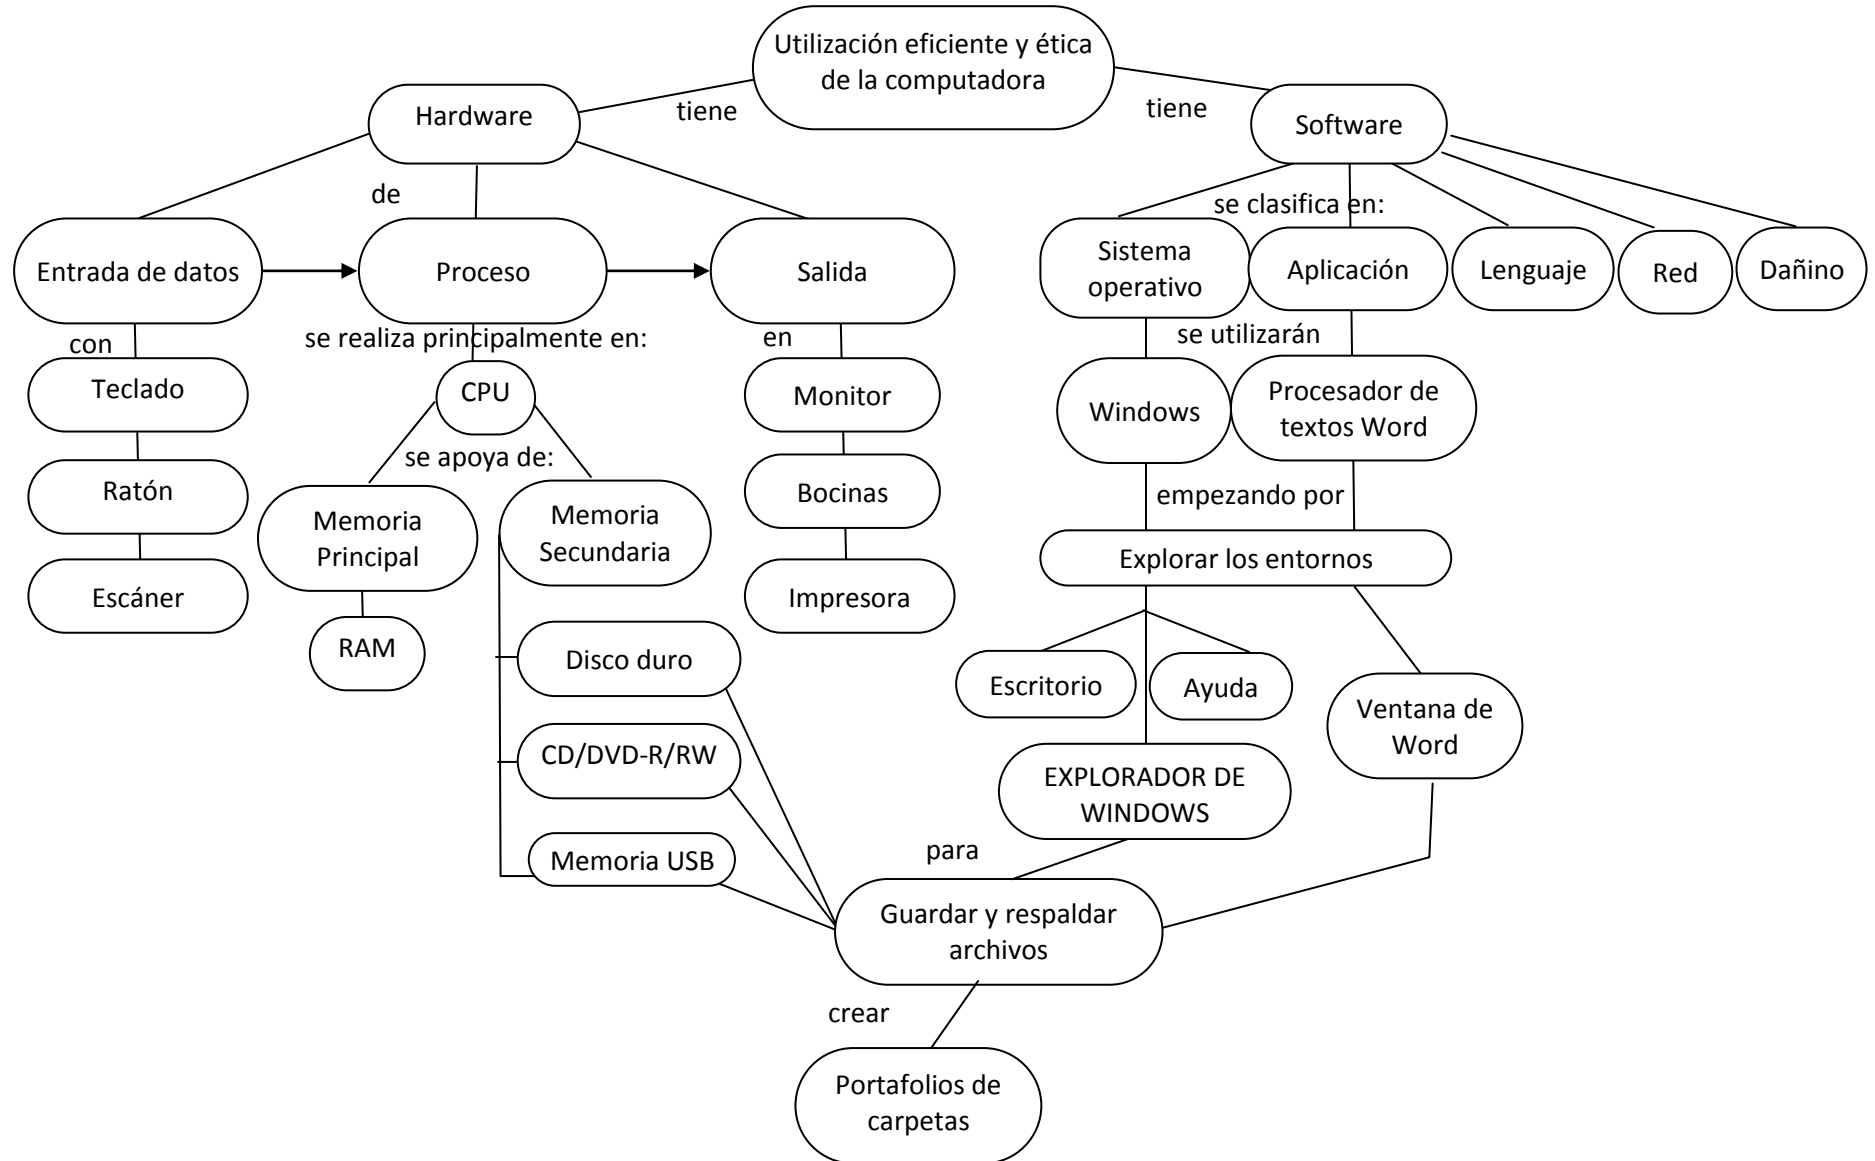 Utilización eficiente y ética
de la computadora
tiene
tiene
Hardware
Software
de
se clasifica en:
Entrada de datos
Proceso
Salida
Sistema
operativo
Aplicación
Lenguaje
Red
Dañino
con
se realiza principalmente en:
en
se utilizarán
Teclado
CPU
Monitor
Windows
Procesador de
textos Word
se apoya de:
Ratón
Bocinas
empezando por
Memoria
Principal
Memoria
Secundaria
Explorar los entornos
Escáner
Impresora
RAM
Disco duro
Escritorio
Ayuda
Ventana de
Word
CD/DVD-R/RW
EXPLORADOR DE
WINDOWS
Memoria USB
para
Guardar y respaldar
archivos
crear
Portafolios de
carpetas